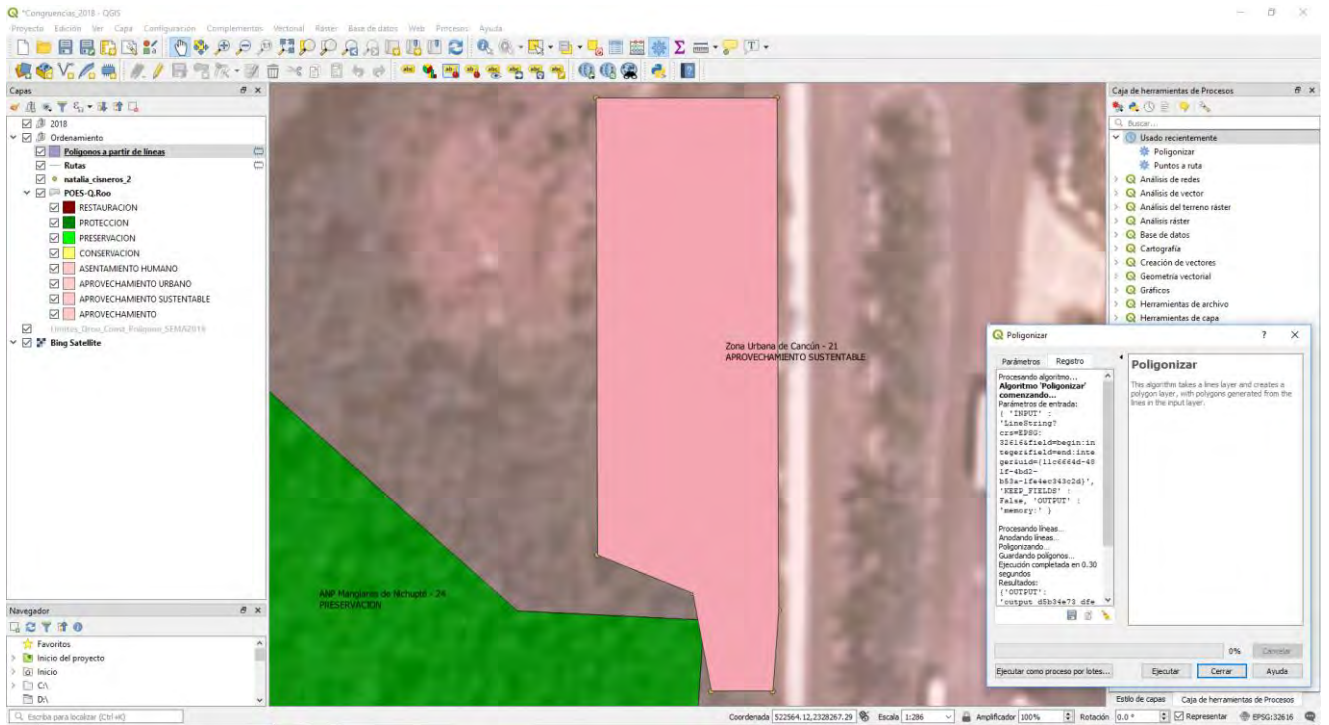 *Congruencias_2018 - QGIS
Proyecto Edición Ver Capa Configuración Complementos Vectorial Ráster Base de datos Web Procesos Ayuda
Capas
2018
Ordenamiento
Polígonos a partir de líneas
Rutas
natalia_cisneros_2
POES-Q.Roo
RESTAURACION
PROTECCION
PRESERVACION
CONSERVACION
ASENTAMIENTO HUMANO
APROVECHAMIENTO URBANO
APROVECHAMIENTO SUSTENTABLE
APROVECHAMIENTO
Bing Satellite
Navegador
Favoritos
Inicio del proyecto
Inicio
C:\
D:\
Zona Urbana de Cancún - 21
APROVECHAMIENTO SUSTENTABLE
ANP Manglares de Nichupté - 24
PRESERVACION
Caja de herramientas de Procesos
Buscar...
Usado recientemente
Poligonizar
Puntos a ruta
Análisis de redes
Análisis de vector
Análisis del terreno ráster
Análisis ráster
Base de datos
Cartografía
Creación de vectores
Geometría vectorial
Gráficos
Herramientas de archivo
Herramientas de capa
Poligonizar
Parámetros Registro
Procesando algoritmo...
Algoritmo 'Poligonizar'
comenzando...
Parámetros de entrada:
{ 'INPUT' :
'LineString?
crs=EPSG:
32616&field=begin:in
teger&field=end:inte
'KEEP_FIELDS' :
False, 'OUTPUT' :
'memory:' }
Procesando líneas...
Anodando líneas...
Poligonizando...
Guardando polígonos...
Ejecución completada en 0.30
segundos
Resultados:
{'OUTPUT':
Poligonizar
This algorithm takes a lines layer and creates a
polygon layer, with polygons generated from the
lines in the input layer.
0% Cancelar
Ejecutar como proceso por lotes... Ejecutar Cerrar Ayuda
Estilo de capas Caja de herramientas de Procesos
Escriba para localizar (Ctrl+K)
Coordenada 522564.12,2328267.29 Escala 1:286 Amplificador 100% Rotación 0.0 ° Representar EPSG:32616